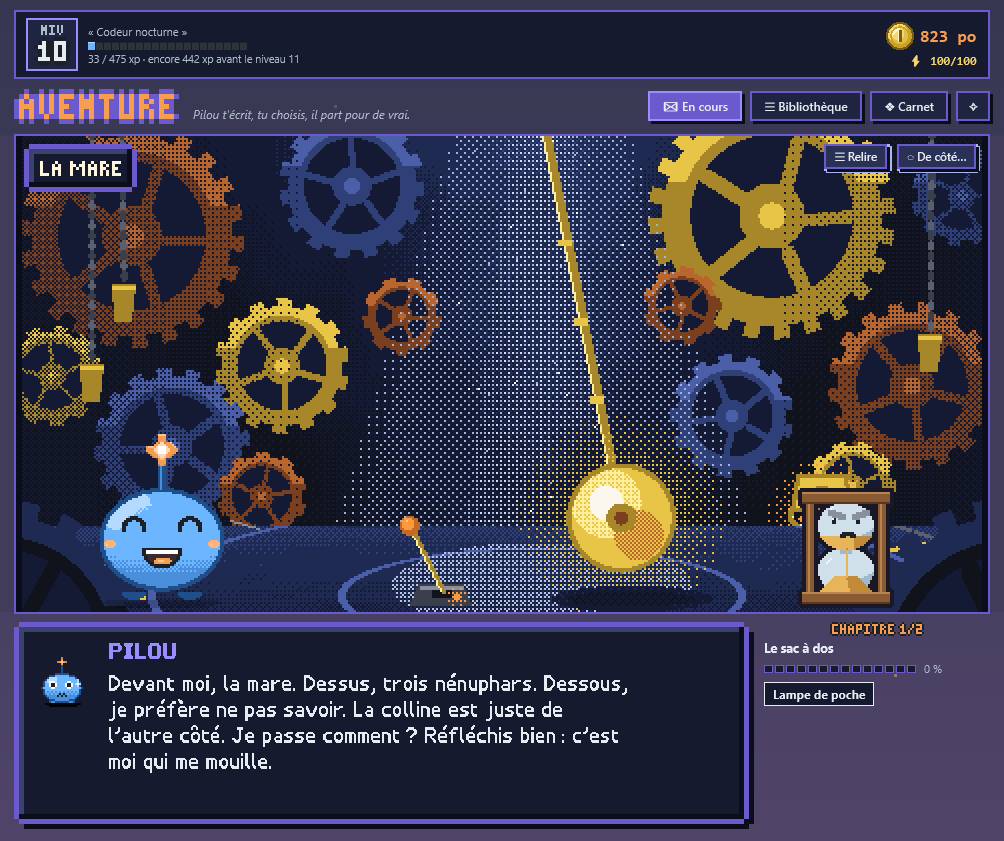 NIV
10
« Codeur nocturne »
33 / 475 xp · encore 442 xp avant le niveau 11
823 po
100/100
AVENTURE
Pilou t'écrit, tu choisis, il part pour de vrai.
En cours
Bibliothèque
Carnet
LA MARE
Relire
De côté...
PILOU
Devant moi, la mare. Dessus, trois nénuphars. Dessous,
je préfère ne pas savoir. La colline est juste de
l'autre côté. Je passe comment ? Réfléchis bien : c'est
moi qui me mouille.
CHAPITRE 1/2
Le sac à dos
0 %
Lampe de poche